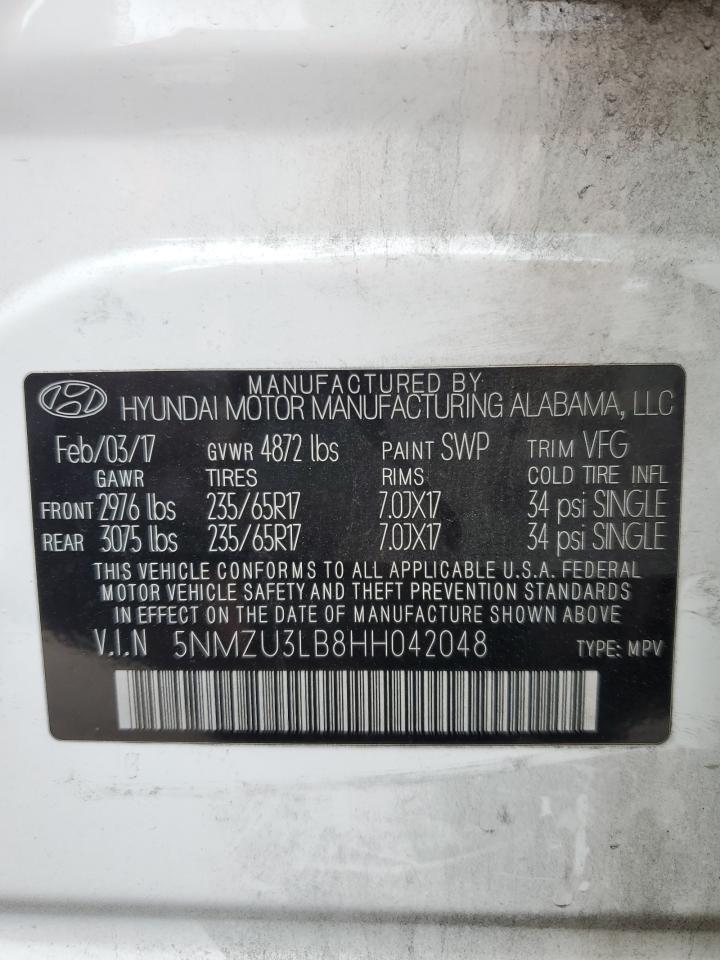 MANUFACTURED BY
HYUNDAI MOTOR MANUFACTURING ALABAMA, LLC
Feb/03/17 GVWR 4872 lbs PAINT SWP TRIM VFG
GAWR TIRES RIMS COLD TIRE INFL
FRONT 2976 lbs 235/65R17 7.0JX17 34 psi SINGLE
REAR 3075 lbs 235/65R17 7.0JX17 34 psi SINGLE
THIS VEHICLE CONFORMS TO ALL APPLICABLE U.S.A. FEDERAL
MOTOR VEHICLE SAFETY AND THEFT PREVENTION STANDARDS
IN EFFECT ON THE DATE OF MANUFACTURE SHOWN ABOVE
V.I.N 5NMZU3LB8HH042048 TYPE: MPV